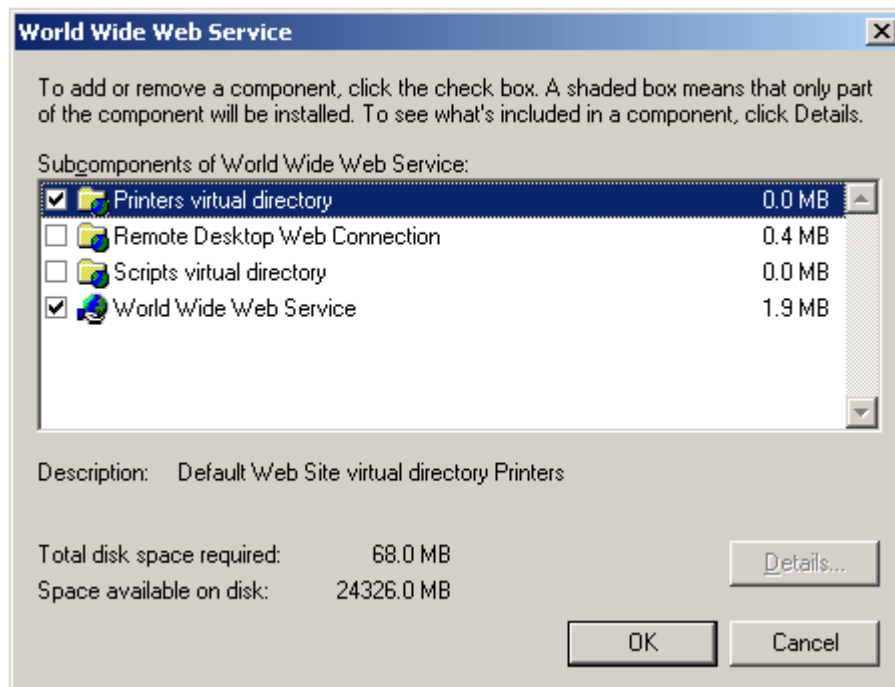 World Wide Web Service
To add or remove a component, click the check box. A shaded box means that only part
of the component will be installed. To see what's included in a component, click Details.
Subcomponents of World Wide Web Service:
Printers virtual directory 0.0 MB
Remote Desktop Web Connection 0.4 MB
Scripts virtual directory 0.0 MB
World Wide Web Service 1.9 MB
Description: Default Web Site virtual directory Printers
Total disk space required: 68.0 MB
Details...
Space available on disk: 24326.0 MB
OK Cancel